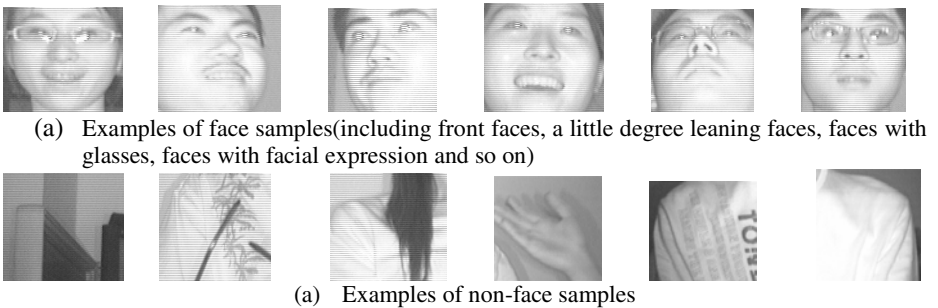 (a) Examples of face samples(including front faces, a little degree leaning faces, faces with
glasses, faces with facial expression and so on)
(a) Examples of non-face samples